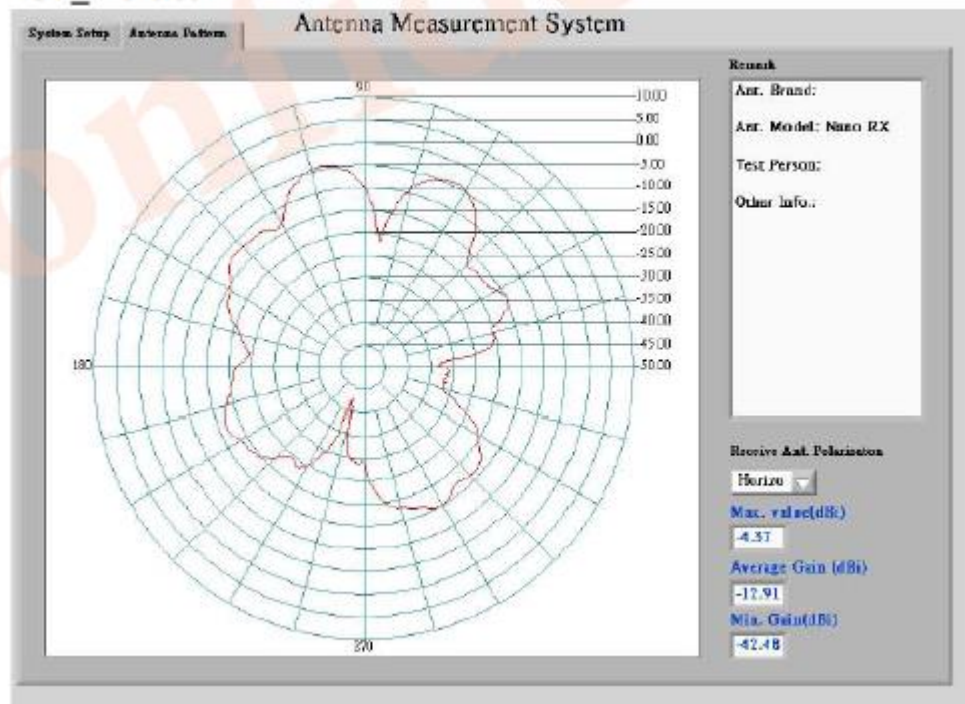 Antenna Measurement System
System Setup
Antenna Pattern
90
10.00
5.00
0.00
-5.00
-10.00
-15.00
-20.00
-25.00
-30.00
-35.00
-40.00
-45.00
-50.00
180
270
Remark
Ant. Brand:
Ant. Model: Nano RX
Test Person:
Other Info.:
Receive Ant. Polarization
Horizo
Max. value(dBi)
-4.37
Average Gain (dBi)
-12.91
Min. Gain(dBi)
-42.48